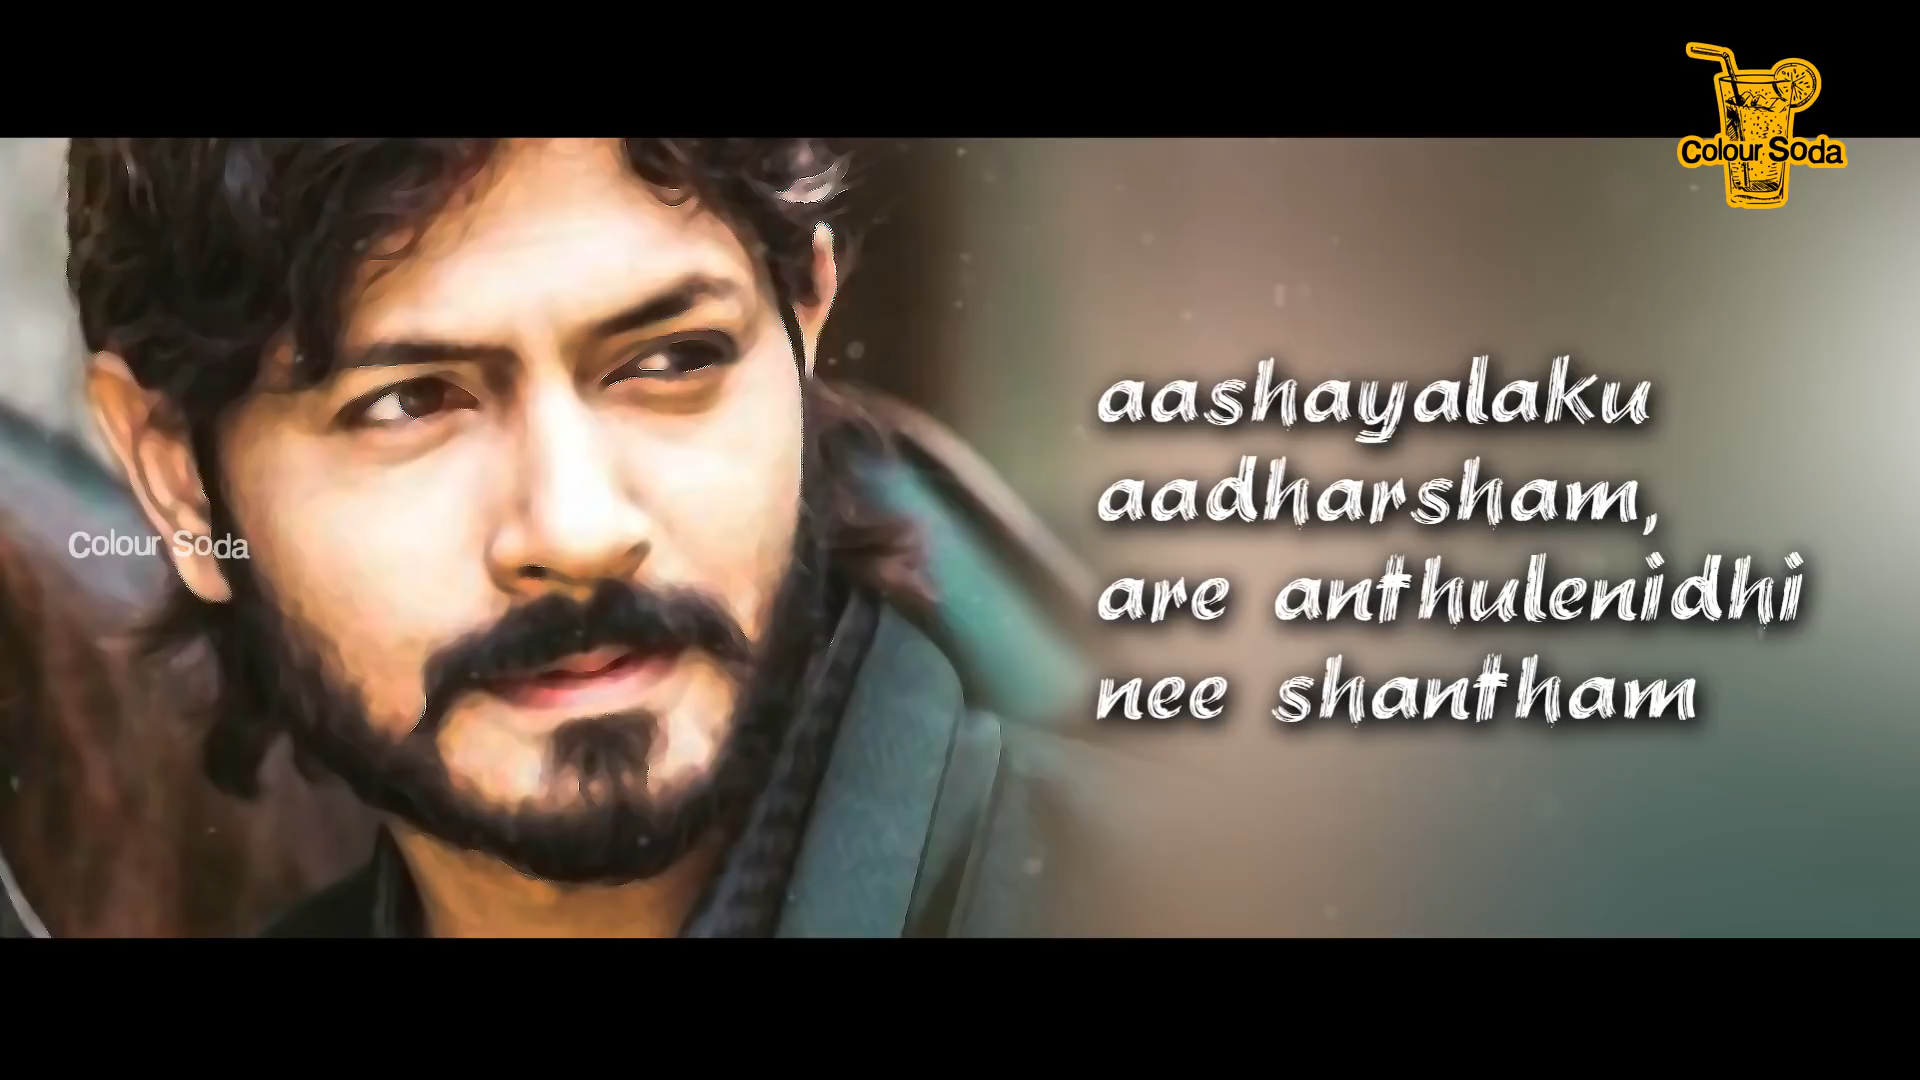 Colour Soda
aashayalaku
aadharsham,
are anthulenidhi
nee shantham
Colour Soda